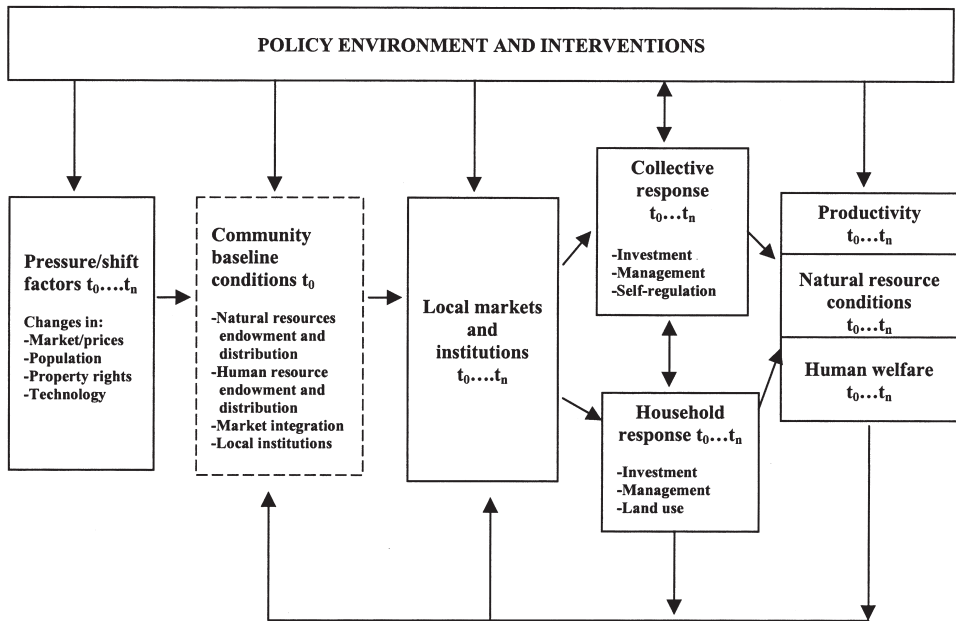 POLICY ENVIRONMENT AND INTERVENTIONS
Pressure/shift
factors t0….tn
Changes in:
-Market/prices
-Population
-Property rights
-Technology
Community
baseline
conditions t0
-Natural resources
endowment and
distribution
-Human resource
endowment and
distribution
-Market integration
-Local institutions
Local markets
and
institutions
t0….tn
Collective
response
t0…tn
-Investment
-Management
-Self-regulation
Household
response t0…tn
-Investment
-Management
-Land use
Productivity
t0…tn
Natural resource
conditions
t0…tn
Human welfare
t0…tn